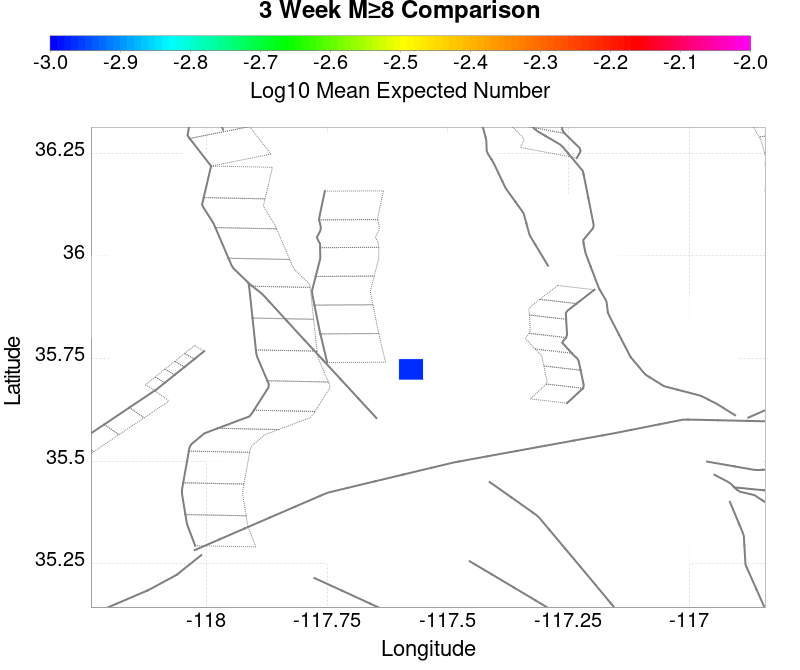 3 Week M≥8 Comparison
-3.0 -2.9 -2.8 -2.7 -2.6 -2.5 -2.4 -2.3 -2.2 -2.1 -2.0
Log10 Mean Expected Number
36.25
36
35.75
35.5
35.25
Latitude
-118 -117.75 -117.5 -117.25 -117
Longitude